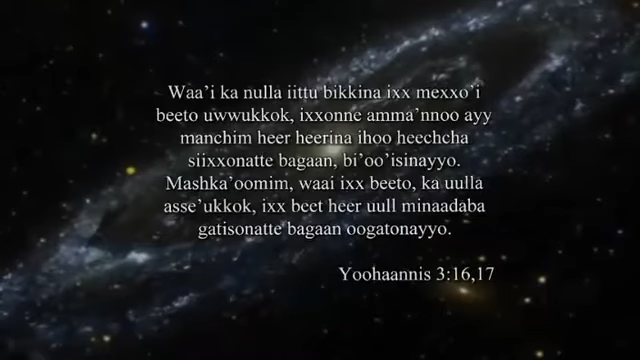 Waa'i ka nulla iittu bikkina ixx mexxo'i
beeto uwwukkok, ixxonne amma'nnoo ayy
manchim heer heerina ihoo heechcha
siixxonatte bagaan, bi'oo'isinayyo.
Mashka'oomim, waai ixx beeto, ka uulla
asse'ukkok, ixx beet heer uull minaadaba
gatisonatte bagaan oogatonayyo.
Yoohaannis 3:16,17